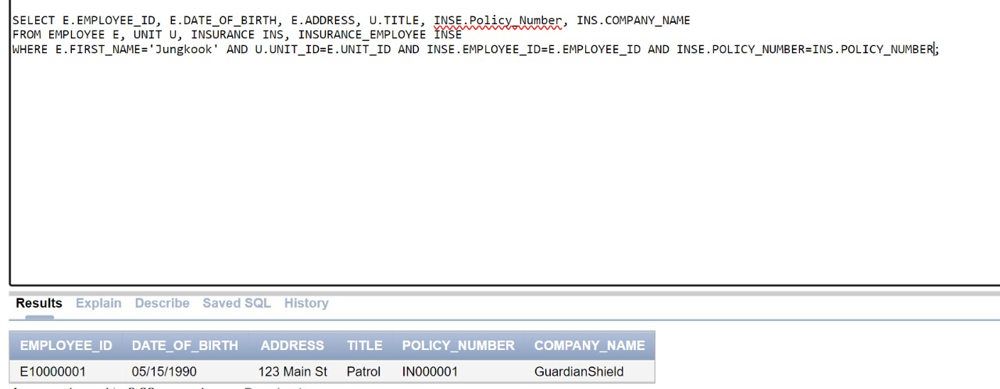 SELECT E.EMPLOYEE_ID, E.DATE_OF_BIRTH, E.ADDRESS, U.TITLE, INSE.Policy_Number, INS.COMPANY_NAME
FROM EMPLOYEE E, UNIT U, INSURANCE INS, INSURANCE_EMPLOYEE INSE
WHERE E.FIRST_NAME='Jungkook' AND U.UNIT_ID=E.UNIT_ID AND INSE.EMPLOYEE_ID=E.EMPLOYEE_ID AND INSE.POLICY_NUMBER=INS.POLICY_NUMBER;
Results Explain Describe Saved SQL History
EMPLOYEE_ID DATE_OF_BIRTH ADDRESS TITLE POLICY_NUMBER COMPANY_NAME
E10000001 05/15/1990 123 Main St Patrol IN000001 GuardianShield